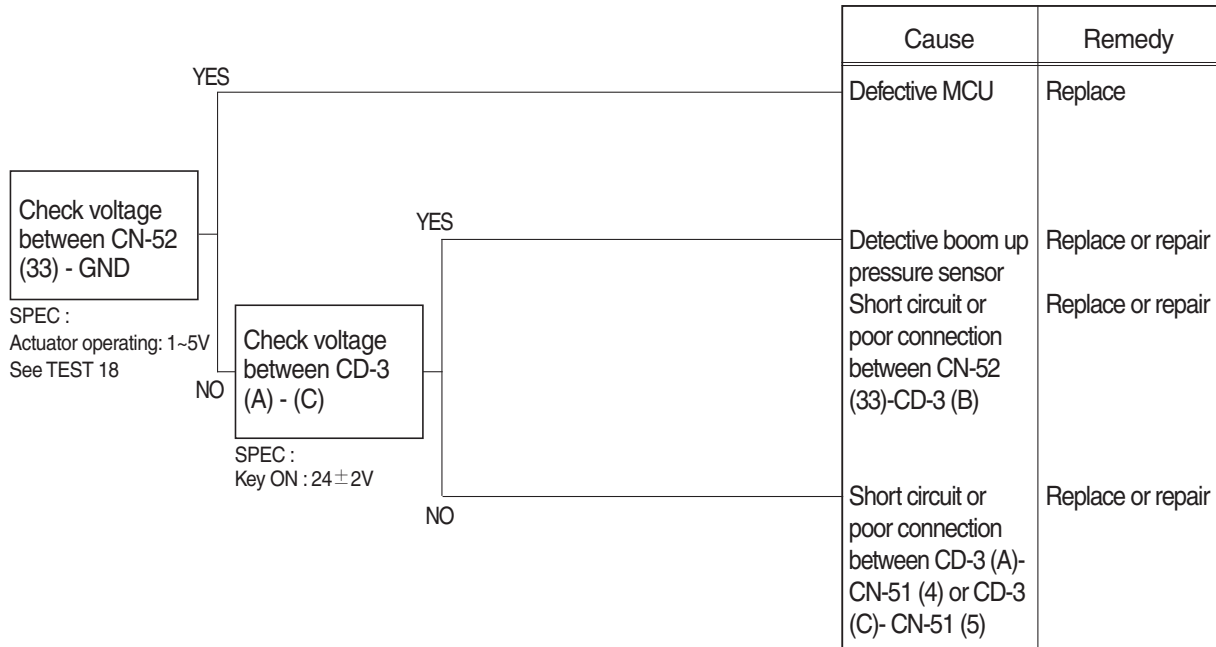 Cause
Remedy
YES
Defective MCU
Replace
Check voltage
between CN-52
(33) - GND
SPEC :
Actuator operating: 1~5V
See TEST 18
NO
Check voltage
between CD-3
(A) - (C)
SPEC :
Key ON : 24±2V
YES
Detective boom up
pressure sensor
Replace or repair
Short circuit or
poor connection
between CN-52
(33)-CD-3 (B)
Replace or repair
NO
Short circuit or
poor connection
between CD-3 (A)-
CN-51 (4) or CD-3
(C)- CN-51 (5)
Replace or repair